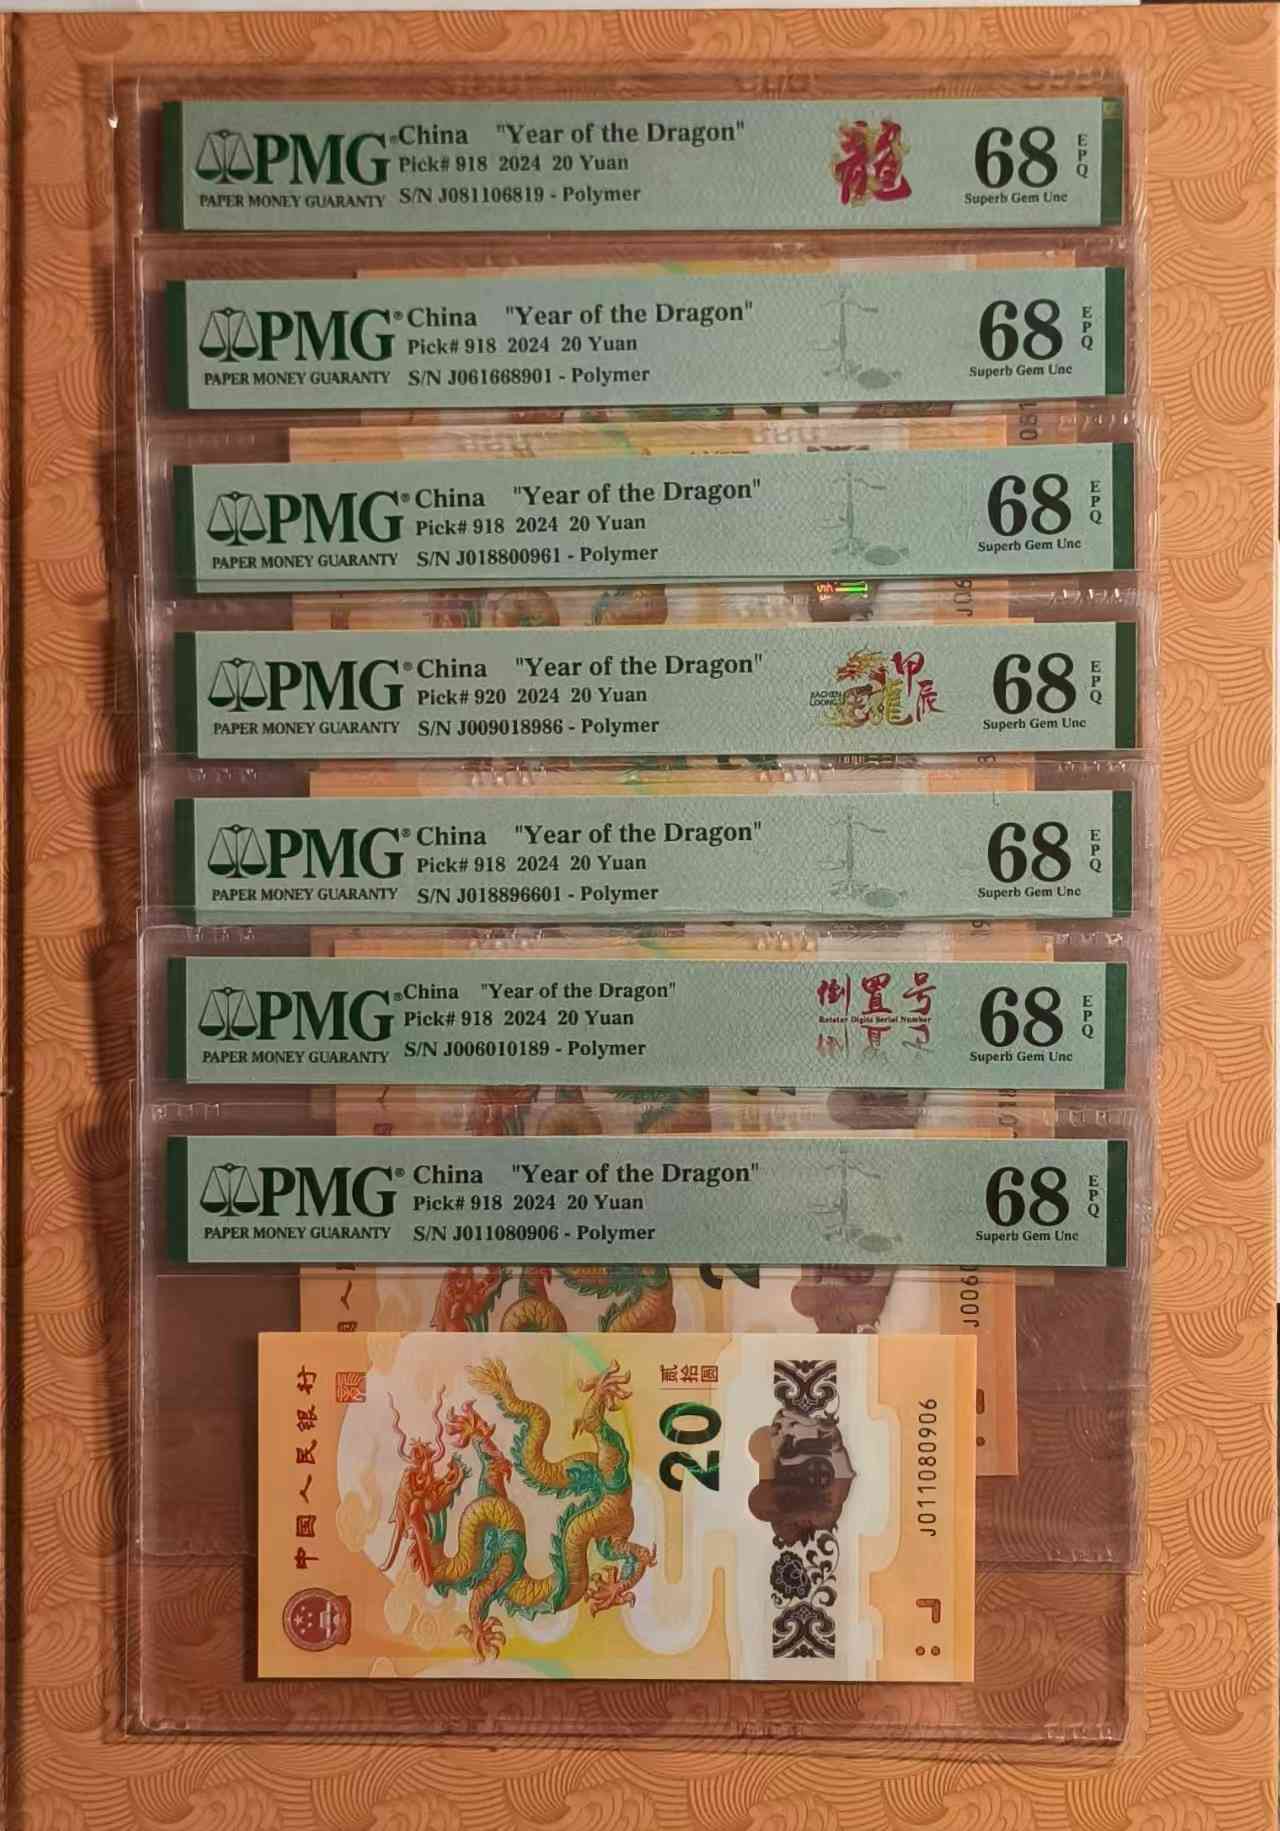 PMG
PAPER MONEY GUARANTY
China "Year of the Dragon"
Pick# 918 2024 20 Yuan
S/N J081106819 - Polymer
龍
68
EPQ
Superb Gem Unc
PMG®
PAPER MONEY GUARANTY
China "Year of the Dragon"
Pick# 918 2024 20 Yuan
S/N J061668901 - Polymer
68
EPQ
Superb Gem Unc
PMG®
PAPER MONEY GUARANTY
China "Year of the Dragon"
Pick# 918 2024 20 Yuan
S/N J018800961 - Polymer
68
EPQ
Superb Gem Unc
PMG®
PAPER MONEY GUARANTY
China "Year of the Dragon"
Pick# 920 2024 20 Yuan
S/N J009018986 - Polymer
甲辰
68
EPQ
Superb Gem Unc
PMG®
PAPER MONEY GUARANTY
China "Year of the Dragon"
Pick# 918 2024 20 Yuan
S/N J018896601 - Polymer
68
EPQ
Superb Gem Unc
PMG®
PAPER MONEY GUARANTY
China "Year of the Dragon"
Pick# 918 2024 20 Yuan
S/N J006010189 - Polymer
倒置号
Rotator Digits Serial Number
68
EPQ
Superb Gem Unc
PMG®
PAPER MONEY GUARANTY
China "Year of the Dragon"
Pick# 918 2024 20 Yuan
S/N J011080906 - Polymer
68
EPQ
Superb Gem Unc
J0060
中国人民银行
贰拾圆
20
J011080906